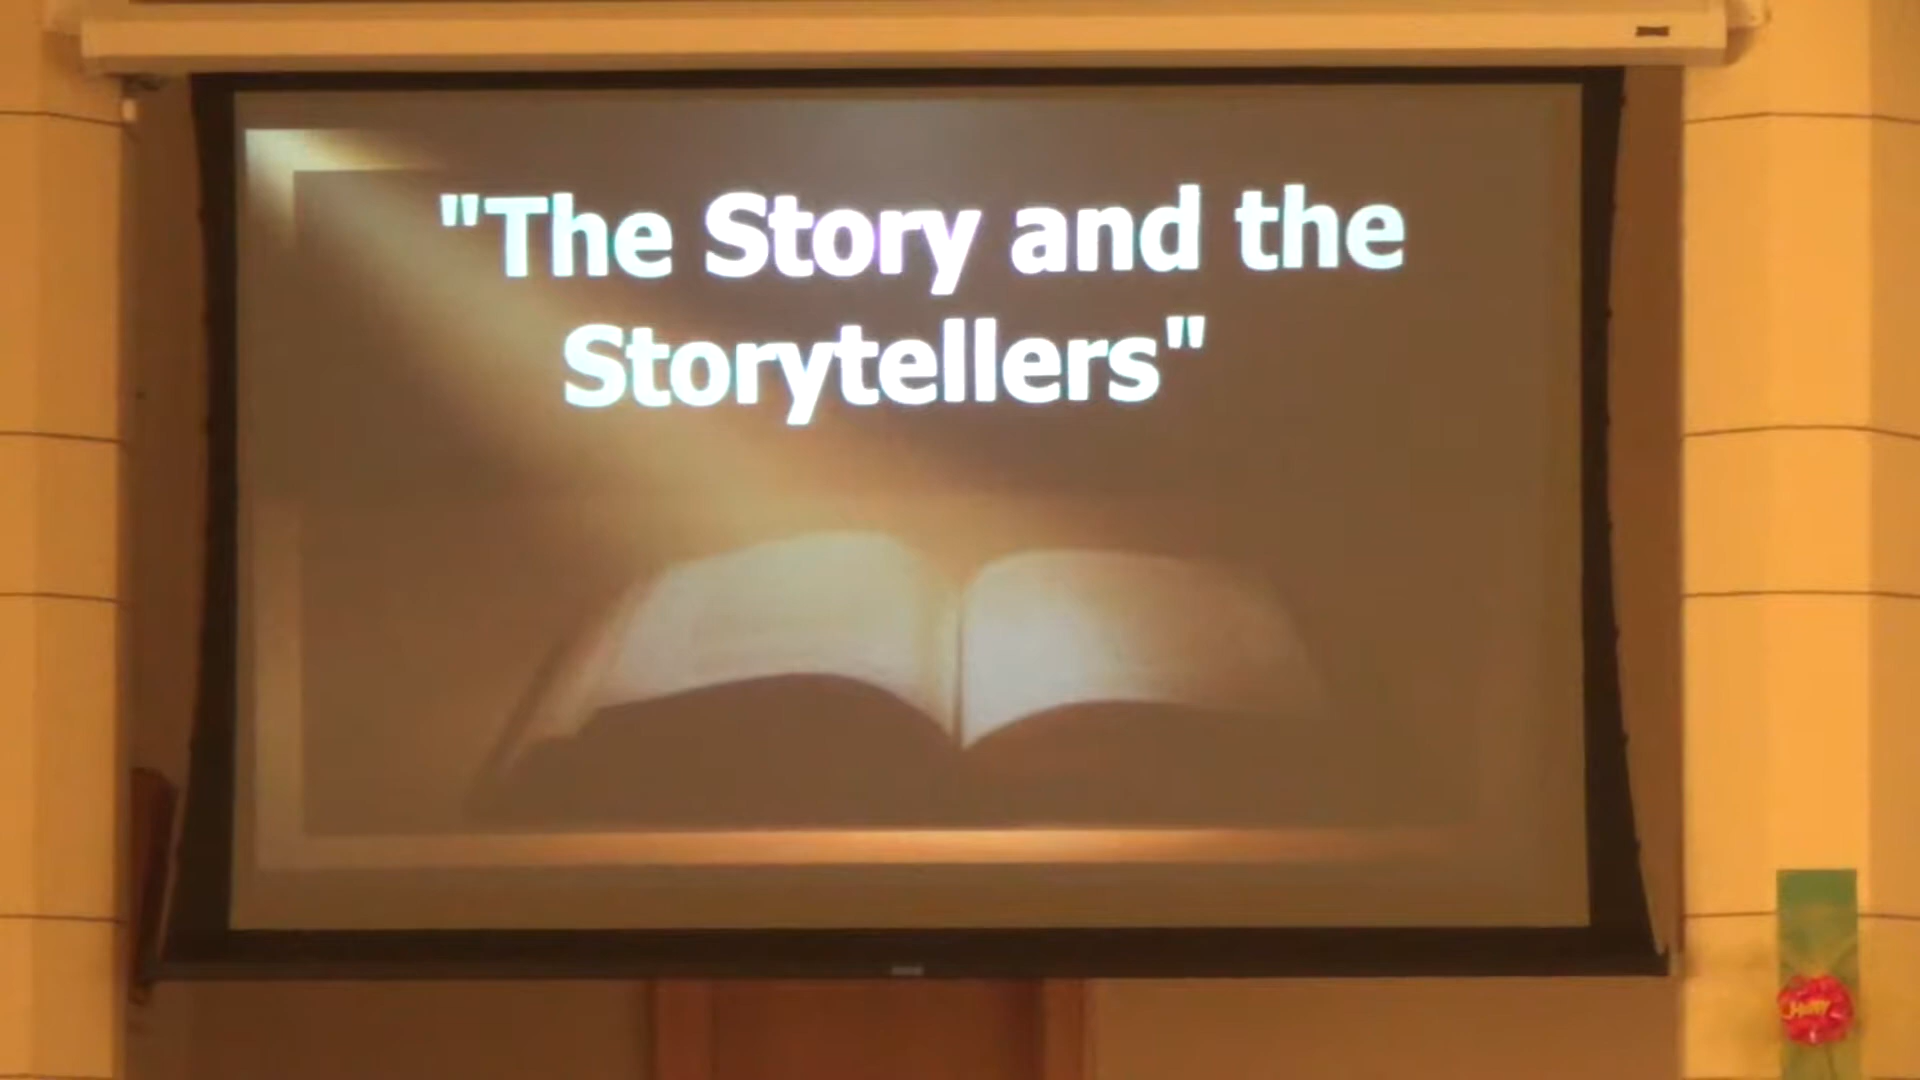 "The Story and the
Storytellers"